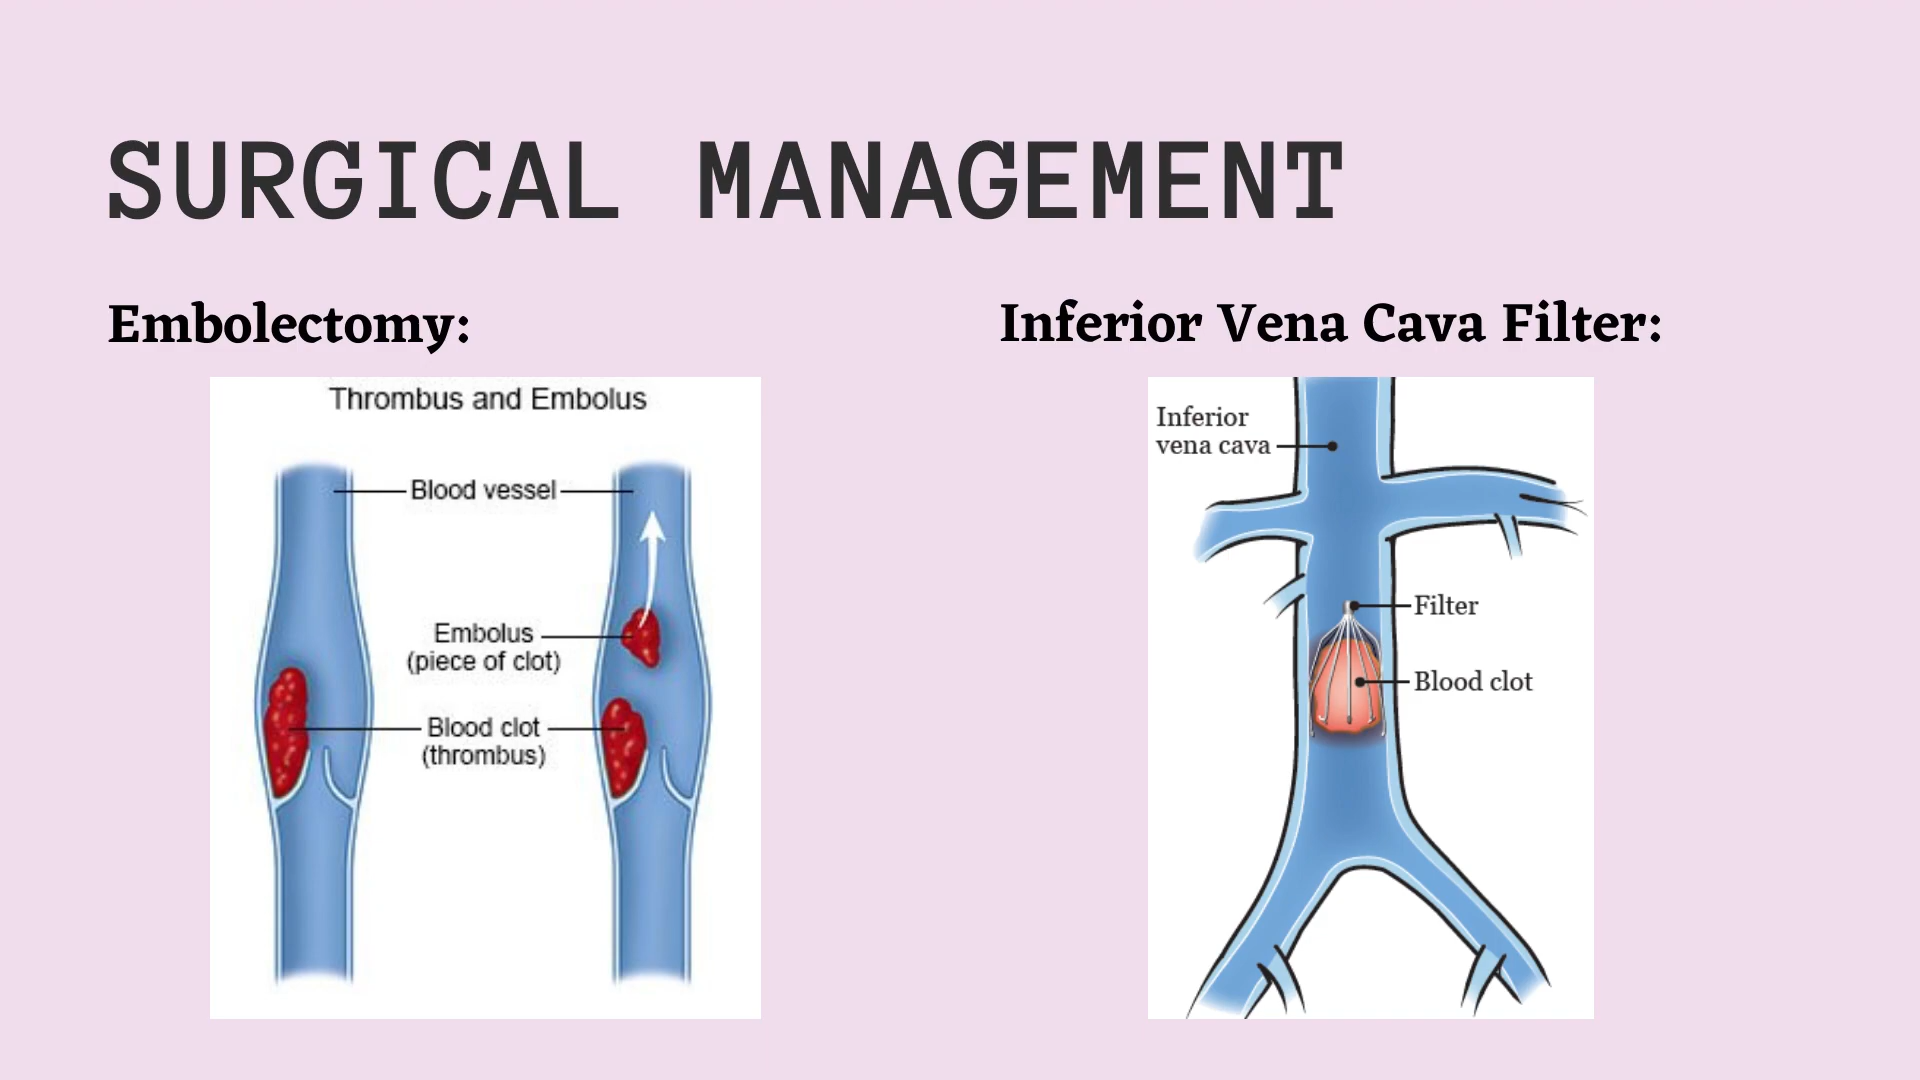 SURGICAL MANAGEMENT
Embolectomy:
Thrombus and Embolus
Blood vessel
Embolus
(piece of clot)
Blood clot
(thrombus)
Inferior Vena Cava Filter:
Inferior
vena cava
Filter
Blood clot